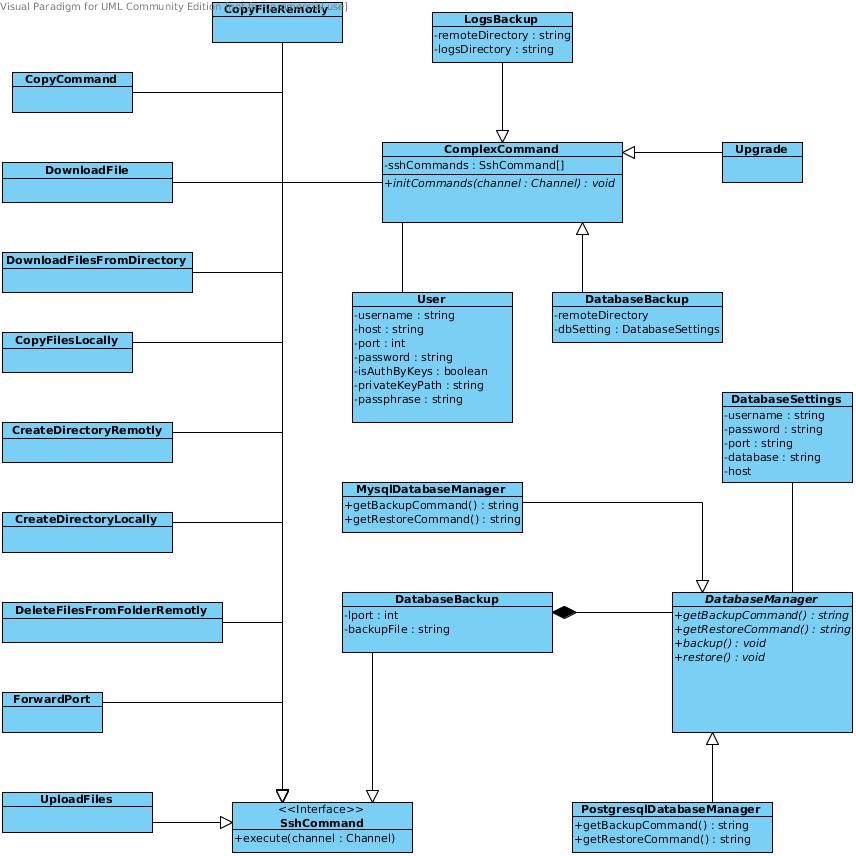 Visual Paradigm for UML Community Edition [not for commercial use]
CopyFileRemotly
LogsBackup
-remoteDirectory : string
-logsDirectory : string
CopyCommand
ComplexCommand
-sshCommands : SshCommand[]
+initCommands(channel : Channel) : void
Upgrade
DownloadFile
DownloadFilesFromDirectory
User
-username : string
-host : string
-port : int
-password : string
-isAuthByKeys : boolean
-privateKeyPath : string
-passphrase : string
DatabaseBackup
-remoteDirectory
-dbSetting : DatabaseSettings
CopyFilesLocally
DatabaseSettings
-username : string
-password : string
-port : string
-database : string
-host
CreateDirectoryRemotly
MysqlDatabaseManager
+getBackupCommand() : string
+getRestoreCommand() : string
CreateDirectoryLocally
DeleteFilesFromFolderRemotly
DatabaseBackup
-lport : int
-backupFile : string
DatabaseManager
+getBackupCommand() : string
+getRestoreCommand() : string
+backup() : void
+restore() : void
ForwardPort
UploadFiles
<<Interface>>
SshCommand
+execute(channel : Channel)
PostgresqlDatabaseManager
+getBackupCommand() : string
+getRestoreCommand() : string